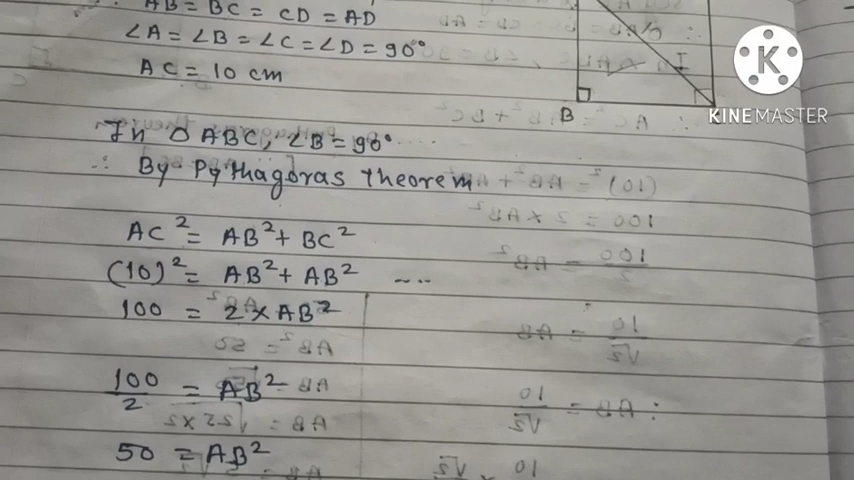 ∴ AB = BC = CD = AD
∠A = ∠B = ∠C = ∠D = 90°
AC = 10 cm
B
K
KINEMASTER
In △ ABC, ∠B = 90°
∴ By Pythagoras theorem
AC² = AB² + BC²
(10)² = AB² + AB² ....
100 = 2 × AB²
100/2 = AB²
50 = AB²